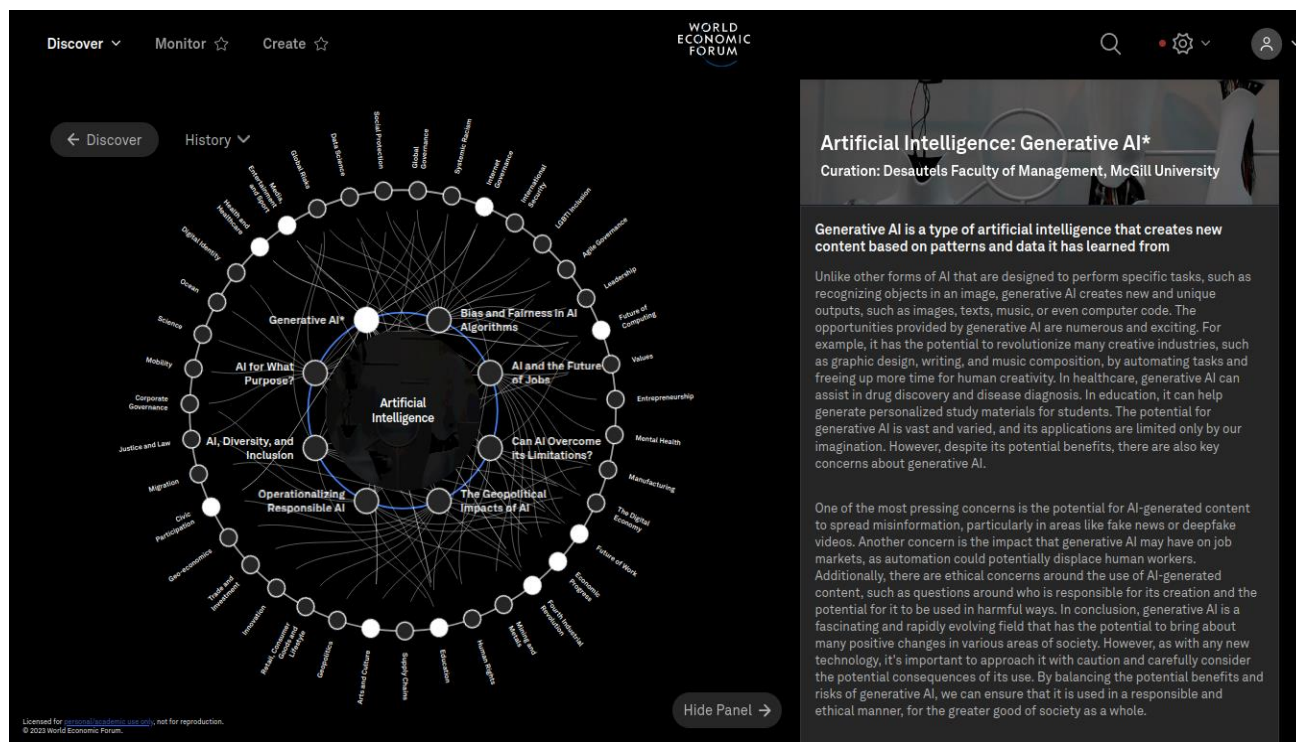 Discover
Monitor
Create
WORLD
ECONOMIC
FORUM
Discover
History
Social Protection
Global
Governance
Systemic Racism
Internet
Governance
International
Security
LGBTI Inclusion
Agile Governance
Leadership
Future of
Computing
Values
Entrepreneurship
Mental Health
Manufacturing
The Digital
Economy
Future of Work
Economic
Progress
Fourth Industrial
Revolution
Mining and
Metals
Human Rights
Education
Supply Chains
Arts and Culture
Geopolitics
Retail, Consumer
Goods and
Lifestyle
Innovation
Trade and
Investment
Geo-economics
Civic
Participation
Migration
Justice and Law
Corporate
Governance
Mobility
Science
Ocean
Digital Identity
Health and
Healthcare
Media,
Entertainment
and Sport
Global Risks
Data Science
Generative AI*
Bias and Fairness in AI
Algorithms
AI for What
Purpose?
AI and the Future
of Jobs
Artificial
Intelligence
AI, Diversity, and
Inclusion
Can AI Overcome
its Limitations?
Operationalizing
Responsible AI
The Geopolitical
Impacts of AI
Licensed for personal/academic use only, not for reproduction.
© 2023 World Economic Forum.
Hide Panel
Artificial Intelligence: Generative AI*
Curation: Desautels Faculty of Management, McGill University
Generative AI is a type of artificial intelligence that creates new
content based on patterns and data it has learned from
Unlike other forms of AI that are designed to perform specific tasks, such as
recognizing objects in an image, generative AI creates new and unique
outputs, such as images, texts, music, or even computer code. The
opportunities provided by generative AI are numerous and exciting. For
example, it has the potential to revolutionize many creative industries, such
as graphic design, writing, and music composition, by automating tasks and
freeing up more time for human creativity. In healthcare, generative AI can
assist in drug discovery and disease diagnosis. In education, it can help
generate personalized study materials for students. The potential for
generative AI is vast and varied, and its applications are limited only by our
imagination. However, despite its potential benefits, there are also key
concerns about generative AI.
One of the most pressing concerns is the potential for AI-generated content
to spread misinformation, particularly in areas like fake news or deepfake
videos. Another concern is the impact that generative AI may have on job
markets, as automation could potentially displace human workers.
Additionally, there are ethical concerns around the use of AI-generated
content, such as questions around who is responsible for its creation and the
potential for it to be used in harmful ways. In conclusion, generative AI is a
fascinating and rapidly evolving field that has the potential to bring about
many positive changes in various areas of society. However, as with any new
technology, it's important to approach it with caution and carefully consider
the potential consequences of its use. By balancing the potential benefits and
risks of generative AI, we can ensure that it is used in a responsible and
ethical manner, for the greater good of society as a whole.